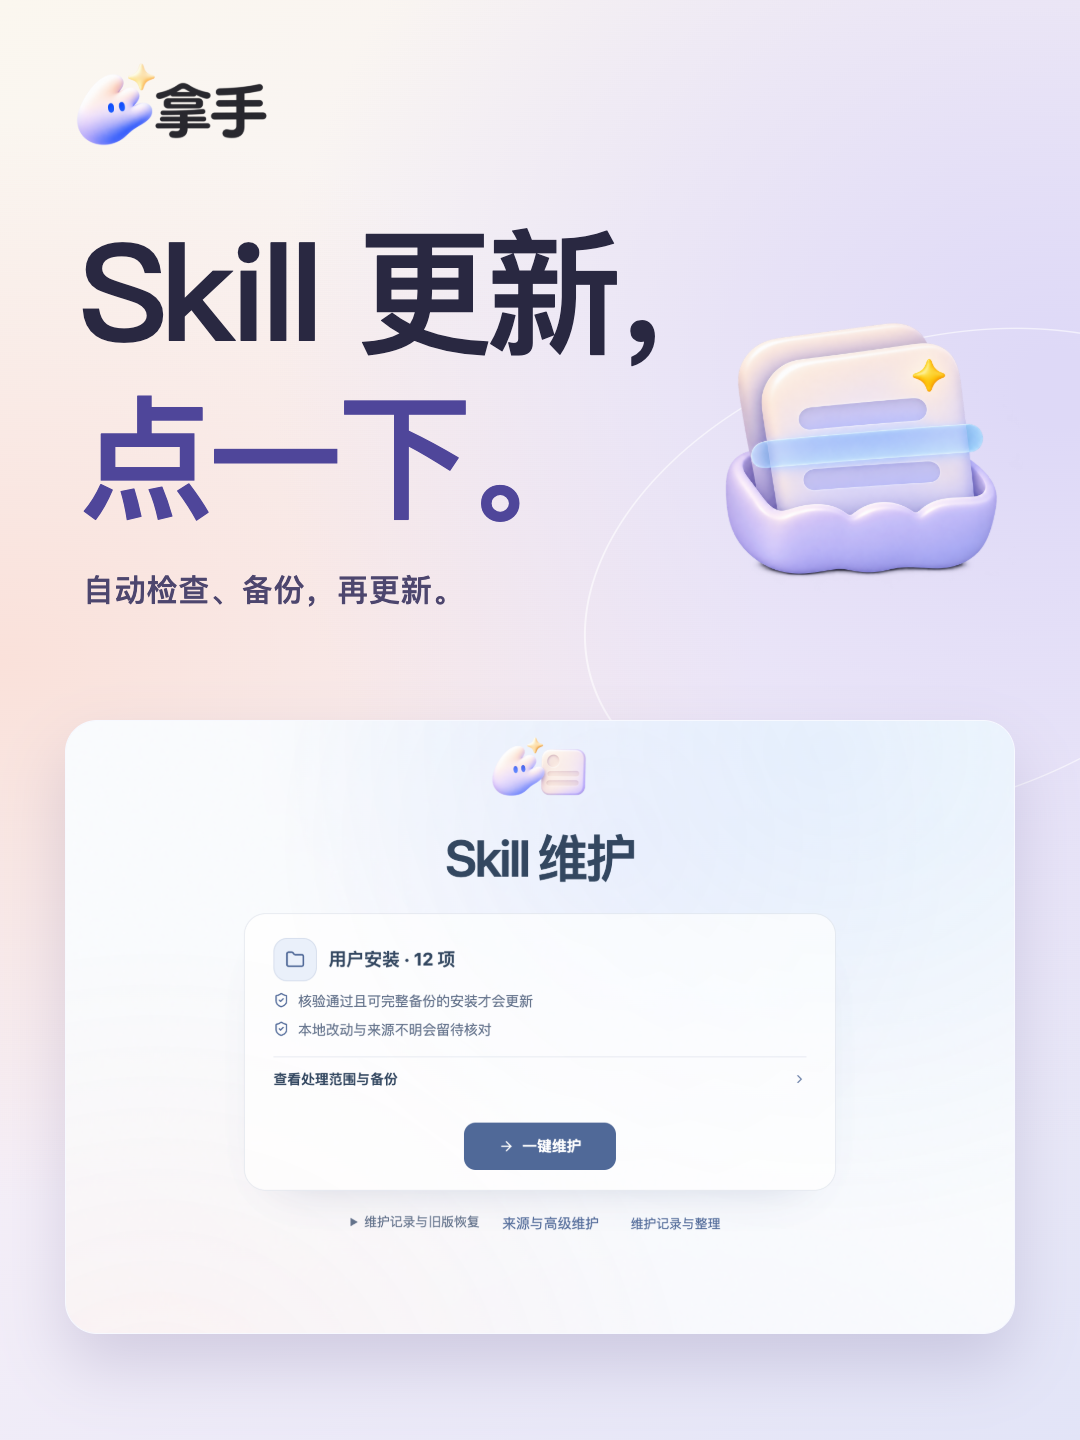 拿手
Skill 更新，
点一下。
自动检查、备份，再更新。
Skill 维护
用户安装 · 12 项
核验通过且可完整备份的安装才会更新
本地改动与来源不明会留待核对
查看处理范围与备份
一键维护
维护记录与旧版恢复
来源与高级维护
维护记录与整理